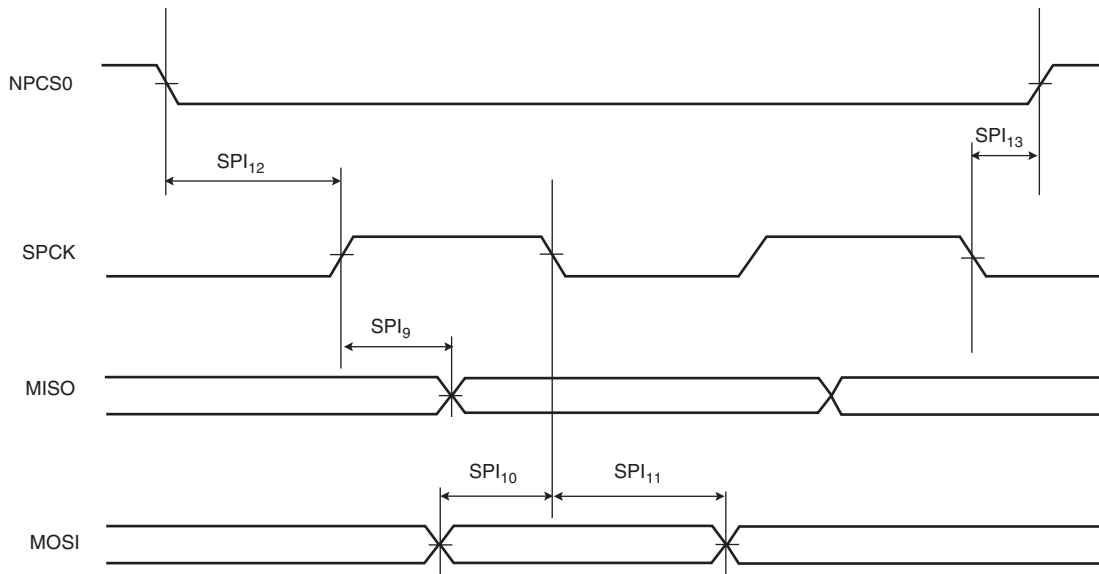 NPCS0
SPI₁₃
SPI₁₂
SPCK
SPI₉
MISO
SPI₁₀
SPI₁₁
MOSI